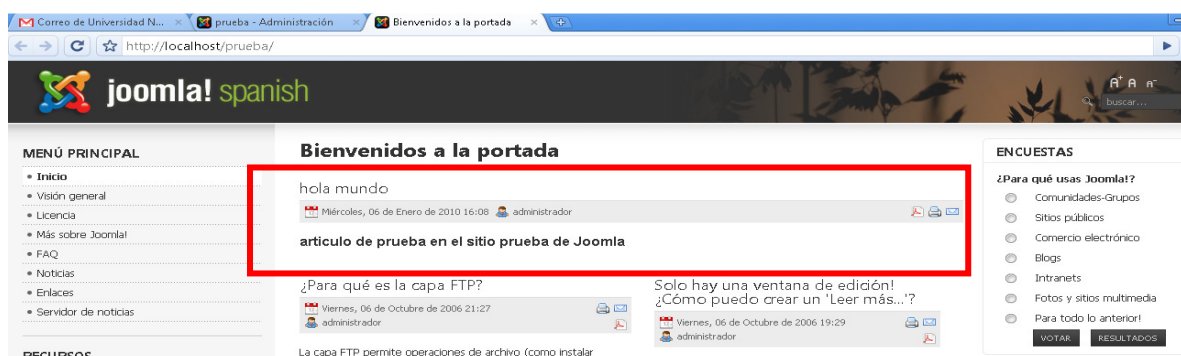 Correo de Universidad N...
prueba - Administración
Bienvenidos a la portada
http://localhost/prueba/
joomla! spanish
A+ A A-
buscar...
MENÚ PRINCIPAL
Inicio
Visión general
Licencia
Más sobre Joomla!
FAQ
Noticias
Enlaces
Servidor de noticias
RECURSOS
Bienvenidos a la portada
hola mundo
Miércoles, 06 de Enero de 2010 16:08 administrador
articulo de prueba en el sitio prueba de Joomla
¿Para qué es la capa FTP?
Viernes, 06 de Octubre de 2006 21:27
administrador
La capa FTP permite operaciones de archivo (como instalar
Solo hay una ventana de edición!
¿Cómo puedo crear un 'Leer más...'?
Viernes, 06 de Octubre de 2006 19:29
administrador
ENCUESTAS
¿Para qué usas Joomla!?
Comunidades-Grupos
Sitios públicos
Comercio electrónico
Blogs
Intranets
Fotos y sitios multimedia
Para todo lo anterior!
VOTAR RESULTADOS